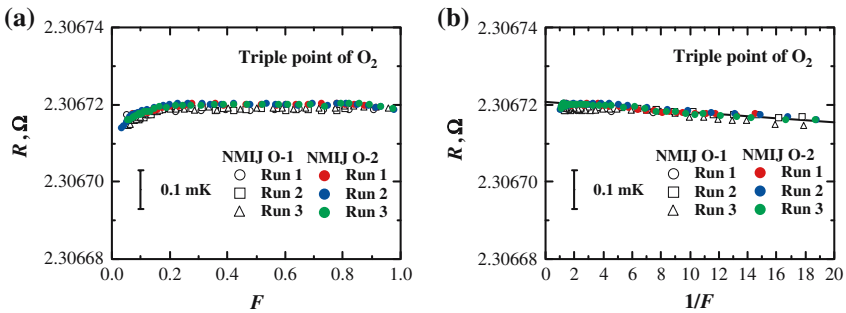 (a)
2.30674
2.30672
2.30670
2.30668
R, Ω
Triple point of O2
NMIJ O-1 NMIJ O-2
Run 1 Run 1
Run 2 Run 2
Run 3 Run 3
0.1 mK
0.0 0.2 0.4 0.6 0.8 1.0
F
(b)
2.30674
2.30672
2.30670
2.30668
R, Ω
Triple point of O2
NMIJ O-1 NMIJ O-2
Run 1 Run 1
Run 2 Run 2
Run 3 Run 3
0.1 mK
0 2 4 6 8 10 12 14 16 18 20
1/F